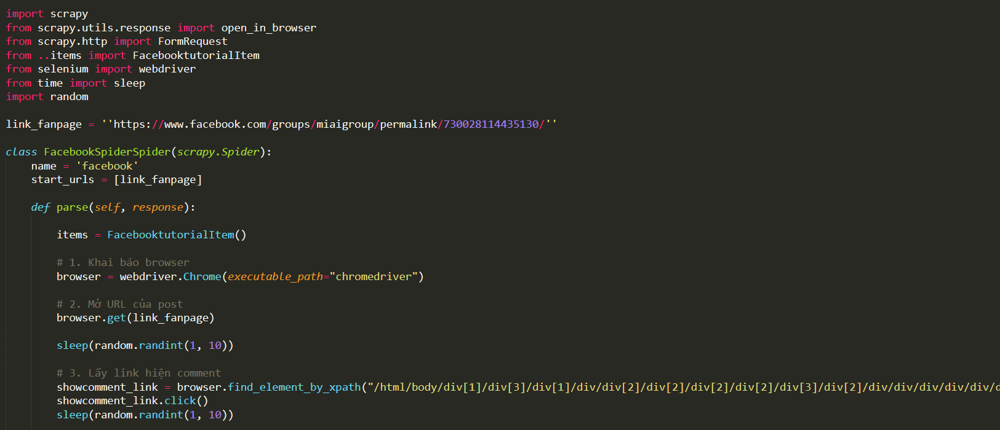 import scrapy
from scrapy.utils.response import open_in_browser
from scrapy.http import FormRequest
from ..items import FacebooktutorialItem
from selenium import webdriver
from time import sleep
import random
link_fanpage = ''https://www.facebook.com/groups/miaigroup/permalink/730028114435130/''
class FacebookSpiderSpider(scrapy.Spider):
name = 'facebook'
start_urls = [link_fanpage]
def parse(self, response):
items = FacebooktutorialItem()
# 1. Khai báo browser
browser = webdriver.Chrome(executable_path="chromedriver")
# 2. Mở URL của post
browser.get(link_fanpage)
sleep(random.randint(1, 10))
# 3. Lấy link hiện comment
showcomment_link = browser.find_element_by_xpath("/html/body/div[1]/div[3]/div[1]/div/div[2]/div[2]/div[2]/div[2]/div[3]/div[2]/div/div/div/div/div/d
showcomment_link.click()
sleep(random.randint(1, 10))